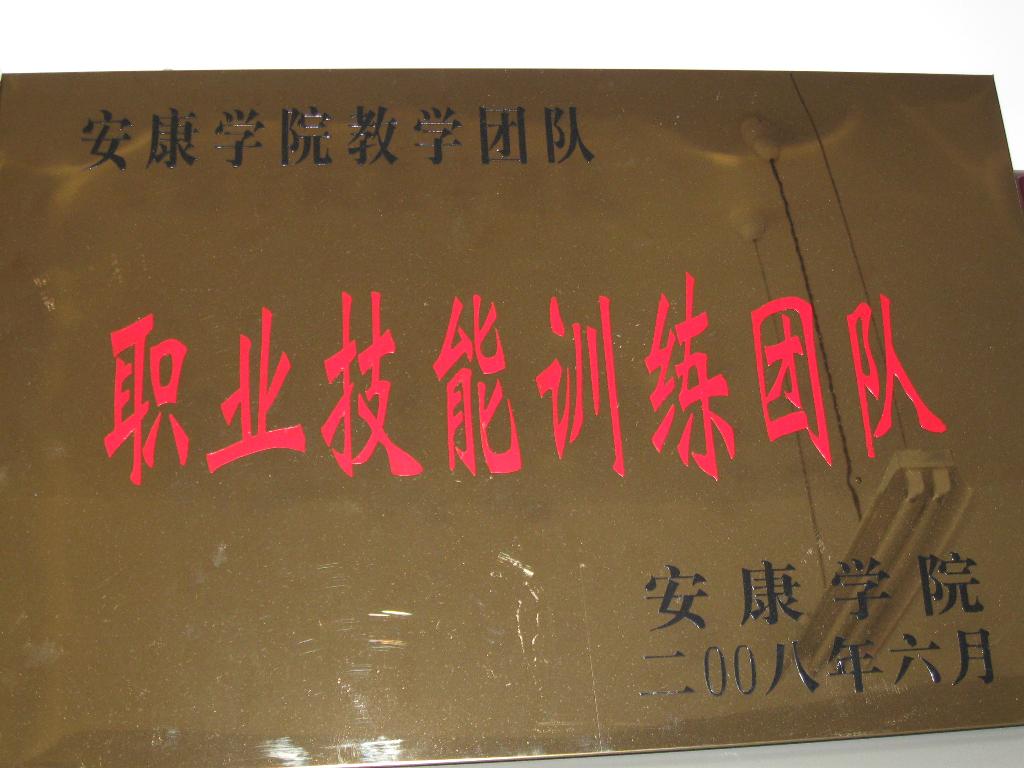 安康学院教学团队
职业技能训练团队
安康学院
二00八年六月